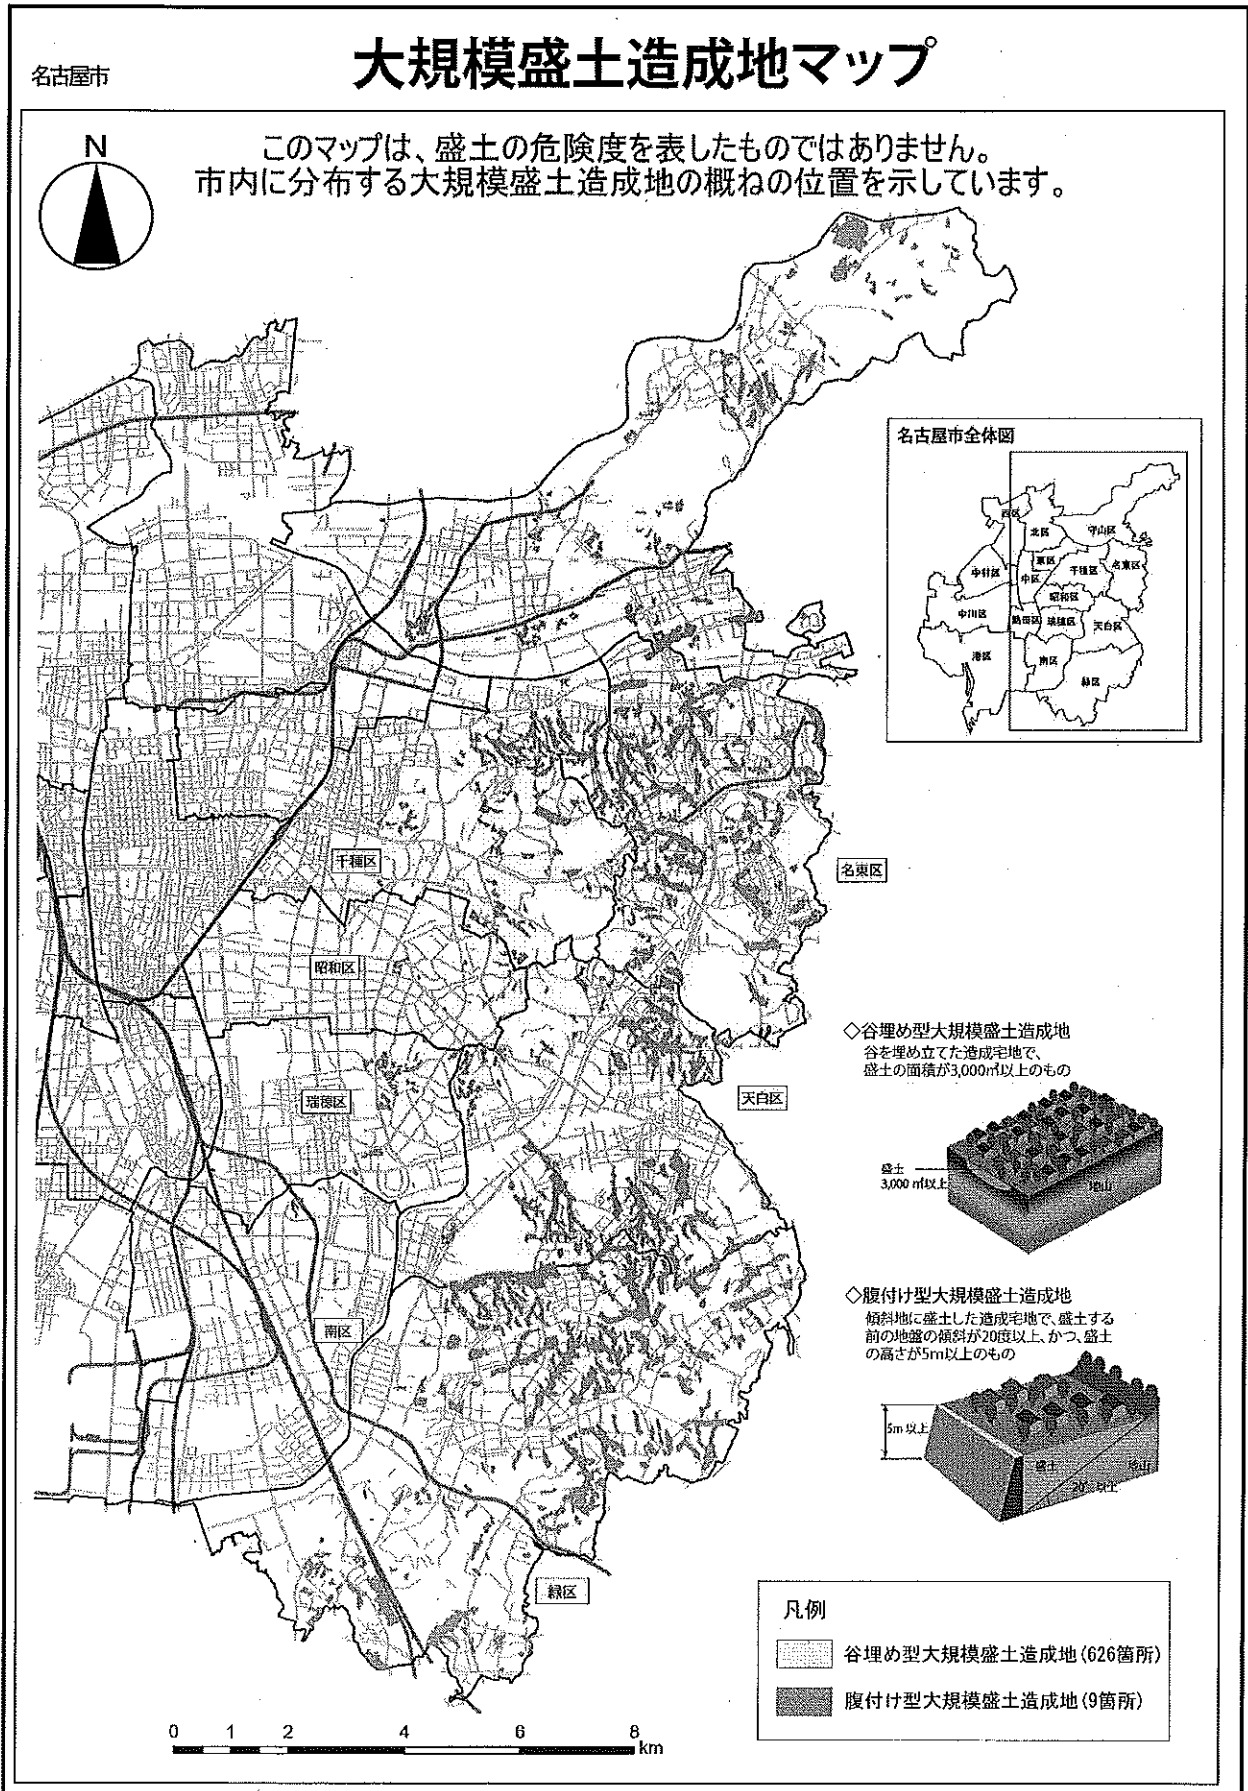 名古屋市
大規模盛土造成地マップ
N
このマップは、盛土の危険度を表したものではありません。
市内に分布する大規模盛土造成地の概ねの位置を示しています。
名古屋市全体図
西区
北区
守山区
中村区
中区
東区
千種区
名東区
昭和区
中川区
熱田区
瑞穂区
天白区
港区
南区
緑区
千種区
名東区
昭和区
瑞穂区
天白区
南区
緑区
◇谷埋め型大規模盛土造成地
谷を埋め立てた造成宅地で、
盛土の面積が3,000㎡以上のもの
盛土
3,000㎡以上
地山
◇腹付け型大規模盛土造成地
傾斜地に盛土した造成宅地で、盛土する
前の地盤の傾斜が20度以上、かつ、盛土
の高さが5m以上のもの
5m以上
盛土
地山
20°以上
凡例
谷埋め型大規模盛土造成地(626箇所)
腹付け型大規模盛土造成地(9箇所)
0 1 2 4 6 8
km